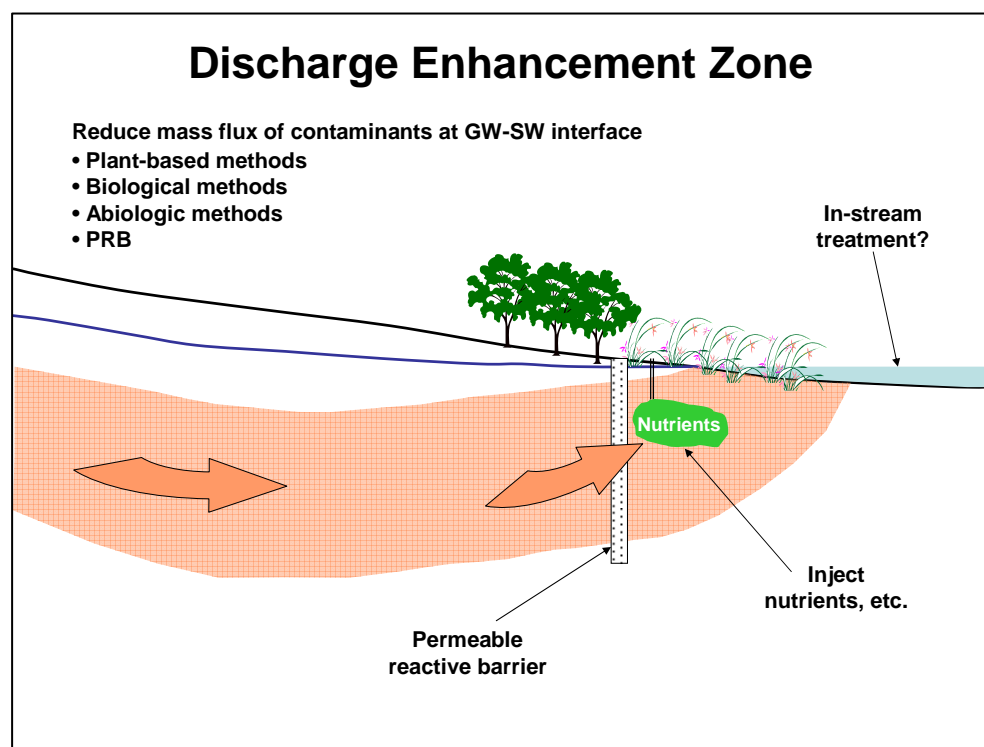 Discharge Enhancement Zone
Reduce mass flux of contaminants at GW-SW interface
• Plant-based methods
• Biological methods
• Abiologic methods
• PRB
In-stream
treatment?
Nutrients
Inject
nutrients, etc.
Permeable
reactive barrier